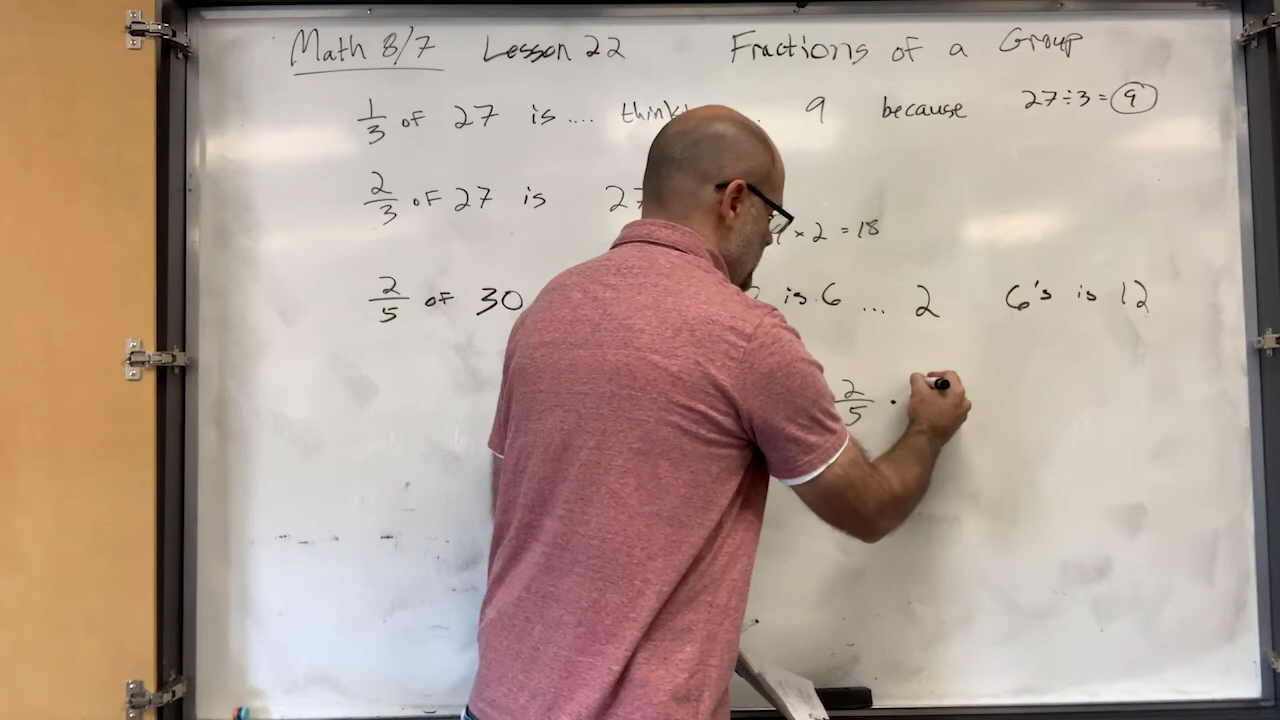 Math 8/7 Lesson 22 Fractions of a Group
1/3 of 27 is .... think . 9 because 27÷3=9
2/3 of 27 is 27 9 × 2 = 18
2/5 of 30 is 6 ... 2 6's is 12
2/5 ·